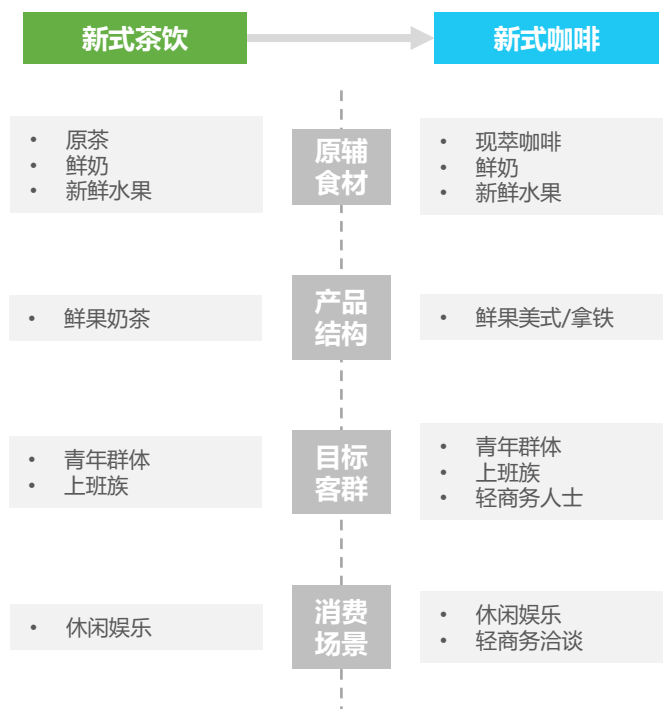 新式茶饮
新式咖啡
• 原茶
• 鲜奶
• 新鲜水果
原辅
食材
• 现萃咖啡
• 鲜奶
• 新鲜水果
• 鲜果奶茶
产品
结构
• 鲜果美式/拿铁
• 青年群体
• 上班族
目标
客群
• 青年群体
• 上班族
• 轻商务人士
• 休闲娱乐
消费
场景
• 休闲娱乐
• 轻商务洽谈